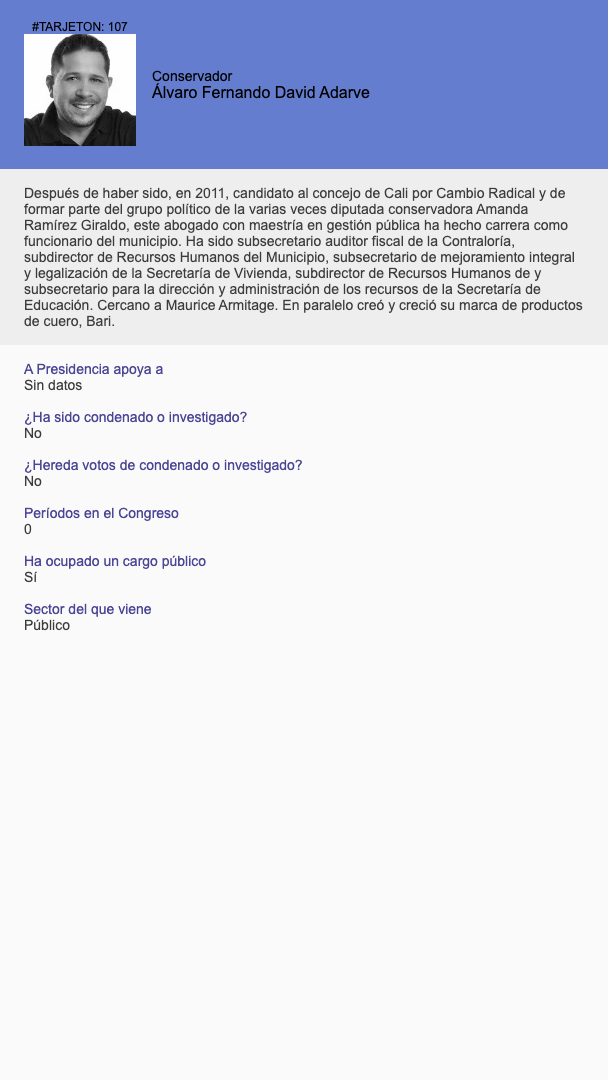 #TARJETON: 107
Conservador
Álvaro Fernando David Adarve
Después de haber sido, en 2011, candidato al concejo de Cali por Cambio Radical y de
formar parte del grupo político de la varias veces diputada conservadora Amanda
Ramírez Giraldo, este abogado con maestría en gestión pública ha hecho carrera como
funcionario del municipio. Ha sido subsecretario auditor fiscal de la Contraloría,
subdirector de Recursos Humanos del Municipio, subsecretario de mejoramiento integral
y legalización de la Secretaría de Vivienda, subdirector de Recursos Humanos de y
subsecretario para la dirección y administración de los recursos de la Secretaría de
Educación. Cercano a Maurice Armitage. En paralelo creó y creció su marca de productos
de cuero, Bari.
A Presidencia apoya a
Sin datos
¿Ha sido condenado o investigado?
No
¿Hereda votos de condenado o investigado?
No
Períodos en el Congreso
0
Ha ocupado un cargo público
Sí
Sector del que viene
Público